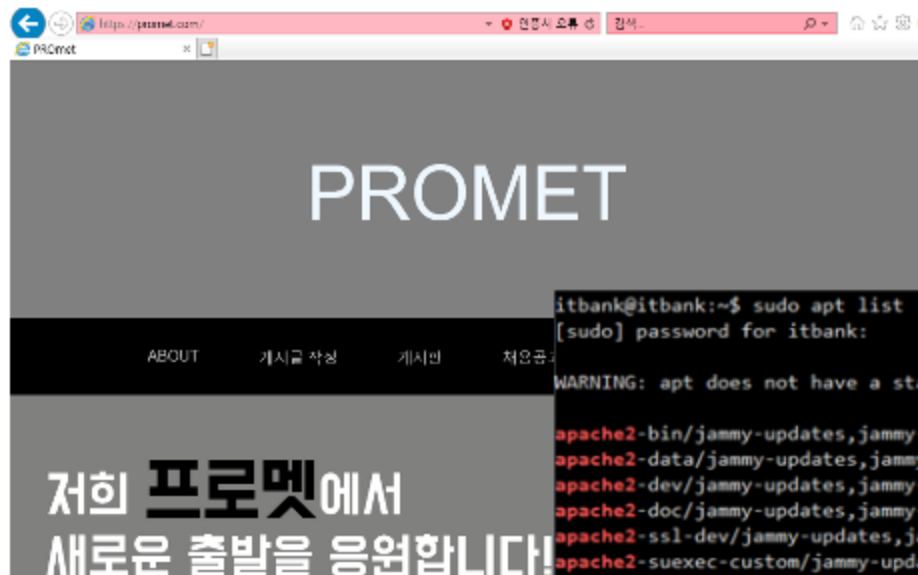 https://promet.com/
인증서 오류
검색...
PROmet
PROMET
ABOUT
게시글 작성
게시판
채용공
저희 프로멧에서
새로운 출발을 응원합니다!
itbank@itbank:~$ sudo apt list
[sudo] password for itbank:
WARNING: apt does not have a sta
apache2-bin/jammy-updates,jammy
apache2-data/jammy-updates,jammy
apache2-dev/jammy-updates,jammy
apache2-doc/jammy-updates,jammy
apache2-ssl-dev/jammy-updates,ja
apache2-suexec-custom/jammy-upd